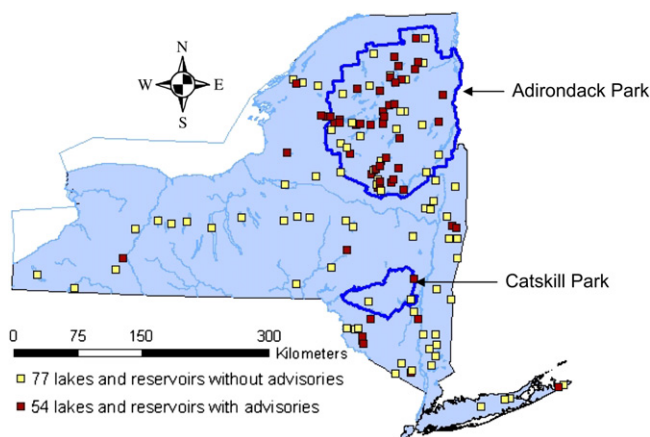 N
W E
S
Adirondack Park
Catskill Park
0 75 150 300
Kilometers
77 lakes and reservoirs without advisories
54 lakes and reservoirs with advisories